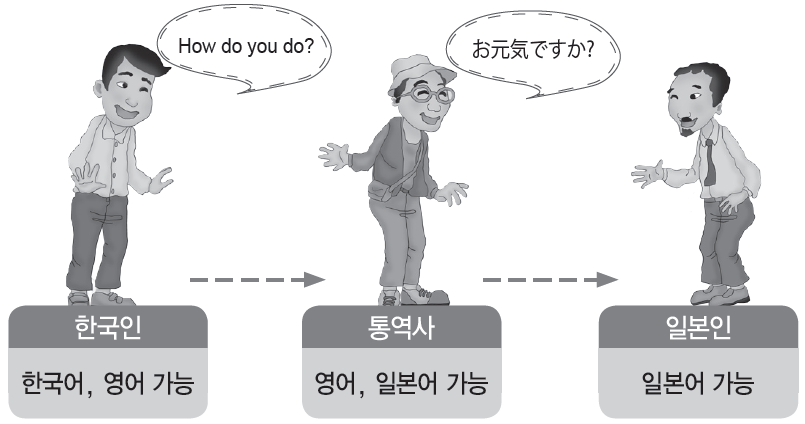 How do you do?
お元気ですか?
한국인
한국어, 영어 가능
통역사
영어, 일본어 가능
일본인
일본어 가능